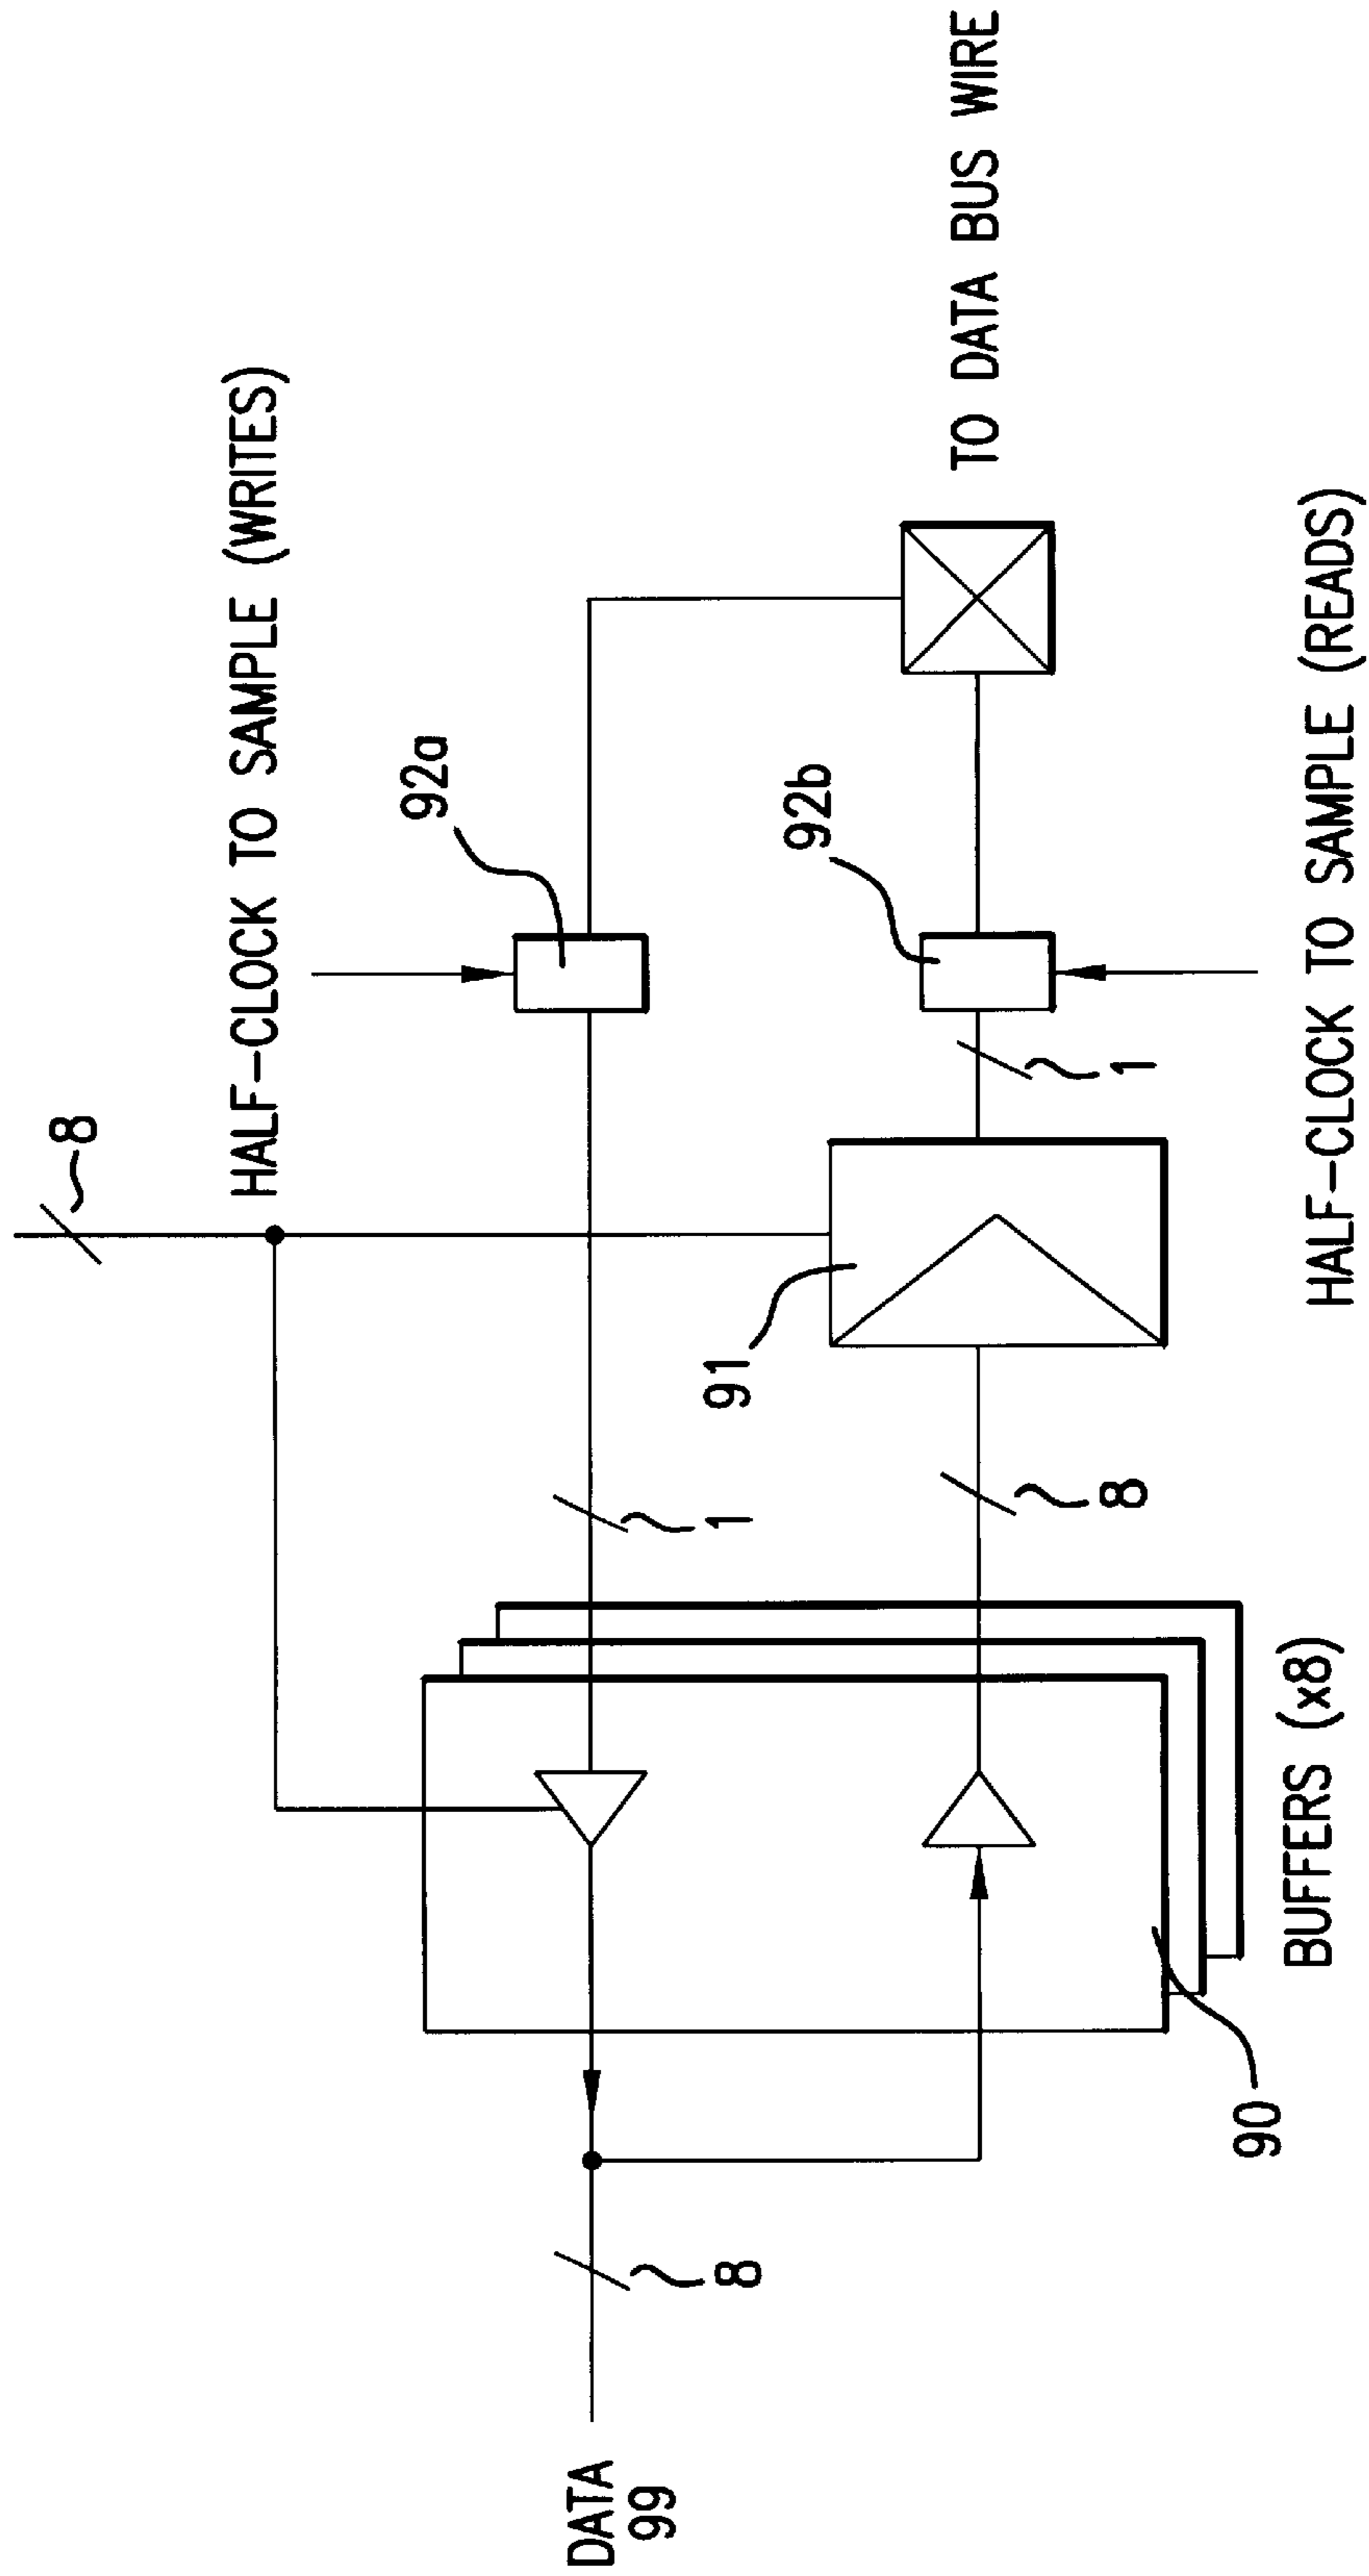 8
HALF-CLOCK TO SAMPLE (WRITES)
92a
1
8
DATA
99
91
92b
1
8
TO DATA BUS WIRE
90
BUFFERS (x8)
HALF-CLOCK TO SAMPLE (READS)